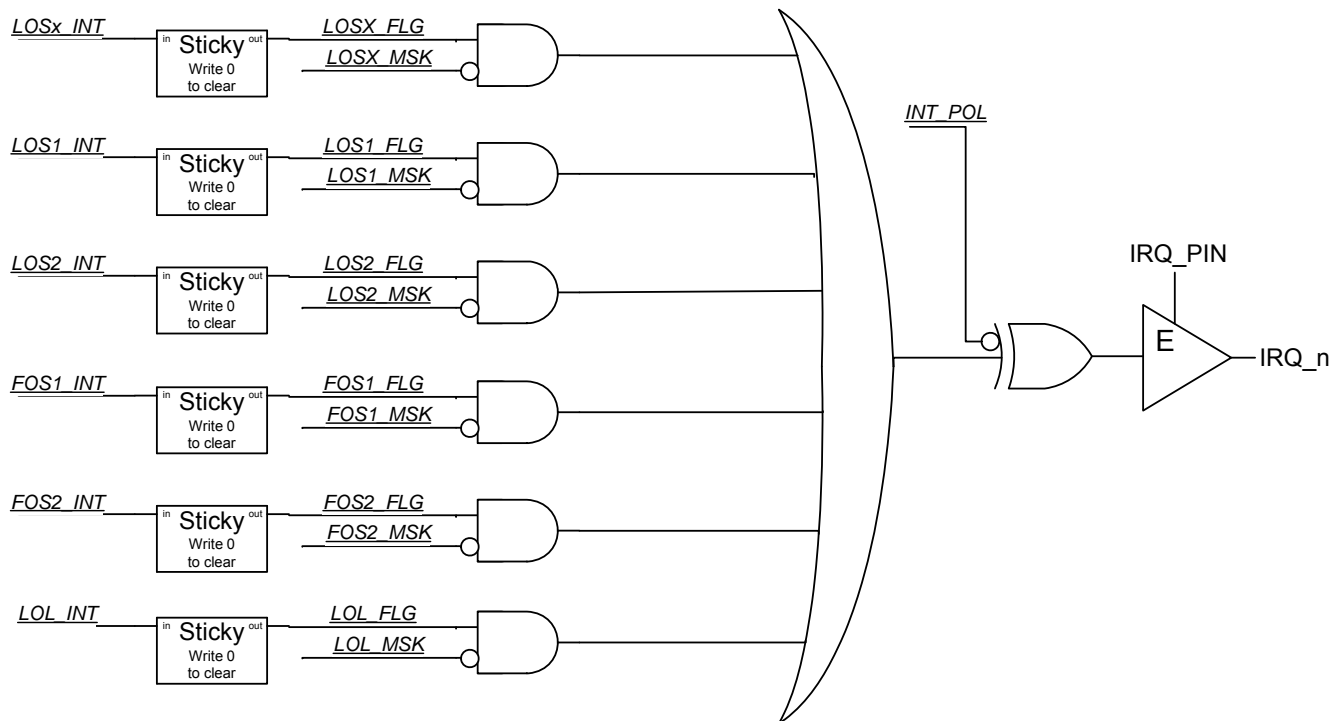 LOSx_INT
in Sticky out
Write 0
to clear
LOSX_FLG
LOSX_MSK
LOS1_INT
in Sticky out
Write 0
to clear
LOS1_FLG
LOS1_MSK
INT_POL
LOS2_INT
in Sticky out
Write 0
to clear
LOS2_FLG
LOS2_MSK
IRQ_PIN
E
IRQ_n
FOS1_INT
in Sticky out
Write 0
to clear
FOS1_FLG
FOS1_MSK
FOS2_INT
in Sticky out
Write 0
to clear
FOS2_FLG
FOS2_MSK
LOL_INT
in Sticky out
Write 0
to clear
LOL_FLG
LOL_MSK